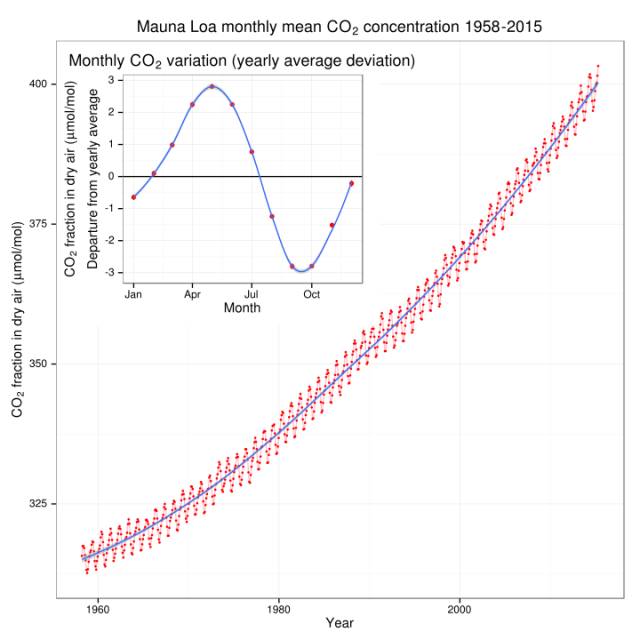 Mauna Loa monthly mean CO₂ concentration 1958-2015
Monthly CO₂ variation (yearly average deviation)
CO₂ fraction in dry air (μmol/mol)
Departure from yearly average
3
2
1
0
-1
-2
-3
Jan
Apr
Jul
Oct
Month
CO₂ fraction in dry air (μmol/mol)
400
375
350
325
1960
1980
2000
Year